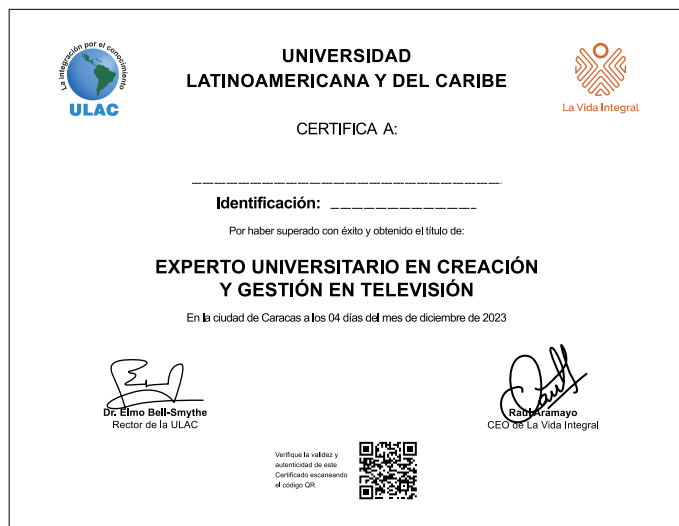 La integración por el conocimiento
ULAC
UNIVERSIDAD
LATINOAMERICANA Y DEL CARIBE
La Vida Integral
CERTIFICA A:
Identificación:
Por haber superado con éxito y obtenido el título de:
EXPERTO UNIVERSITARIO EN CREACIÓN
Y GESTIÓN EN TELEVISIÓN
En la ciudad de Caracas a los 04 días del mes de diciembre de 2023
Dr. Elmo Bell-Smythe
Rector de la ULAC
Raúl Aramayo
CEO de La Vida Integral
Verifique la validez y
autenticidad de este
Certificado escaneando
el código QR